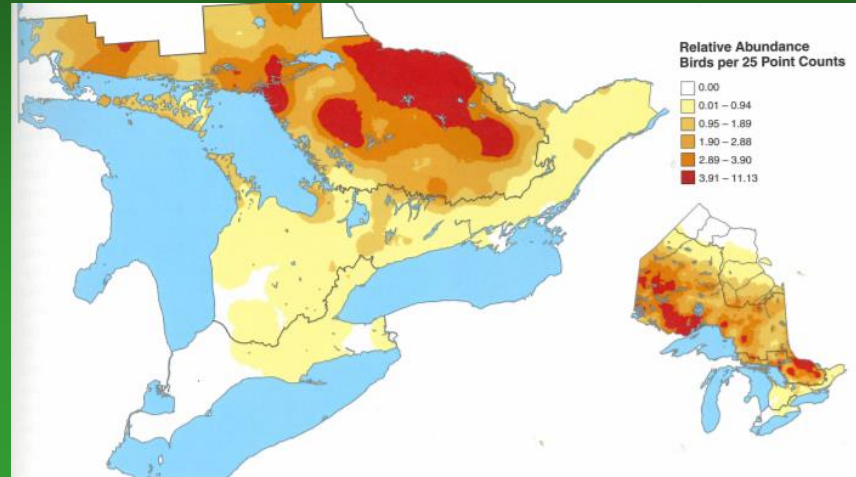 Relative Abundance
Birds per 25 Point Counts
0.00
0.01 – 0.94
0.95 – 1.89
1.90 – 2.88
2.89 – 3.90
3.91 – 11.13